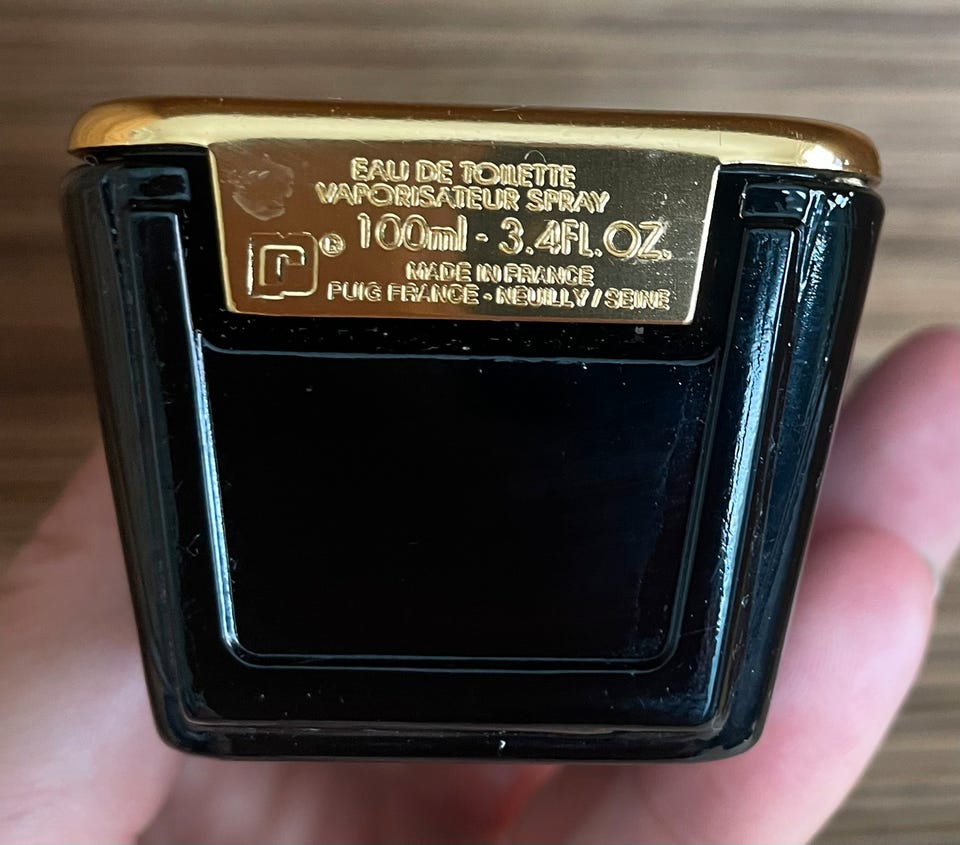 EAU DE TOILETTE
VAPORISATEUR SPRAY
® 100ml - 3.4FL.OZ.
MADE IN FRANCE
PUIG FRANCE - NEUILLY / SEINE